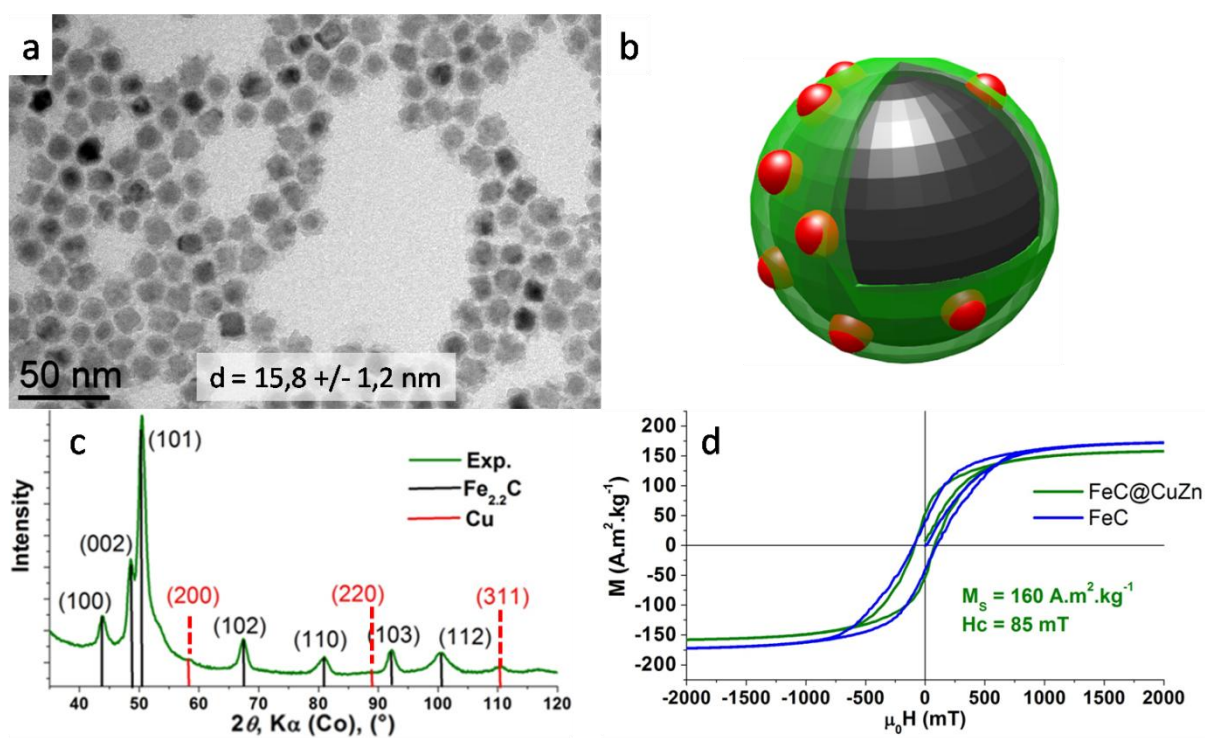 a
b
50 nm
d = 15,8 +/- 1,2 nm
c
Intensity
(100)
(002)
(101)
(200)
(102)
(110)
(220)
(103)
(112)
(311)
Exp.
Fe2.2C
Cu
40 50 60 70 80 90 100 110 120
2θ, Kα (Co), (°)
d
M (A.m².kg⁻¹)
200
150
100
50
0
-50
-100
-150
-200
FeC@CuZn
FeC
Ms = 160 A.m².kg⁻¹
Hc = 85 mT
-2000 -1500 -1000 -500 0 500 1000 1500 2000
μ₀H (mT)